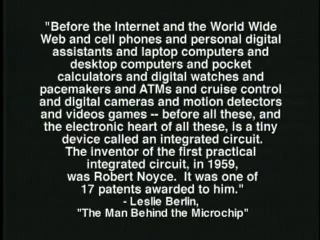 "Before the Internet and the World Wide
Web and cell phones and personal digital
assistants and laptop computers and
desktop computers and pocket
calculators and digital watches and
pacemakers and ATMs and cruise control
and digital cameras and motion detectors
and videos games -- before all these, and
the electronic heart of all these, is a tiny
device called an integrated circuit.
The inventor of the first practical
integrated circuit, in 1959,
was Robert Noyce.  It was one of
17 patents awarded to him."
- Leslie Berlin,
"The Man Behind the Microchip"